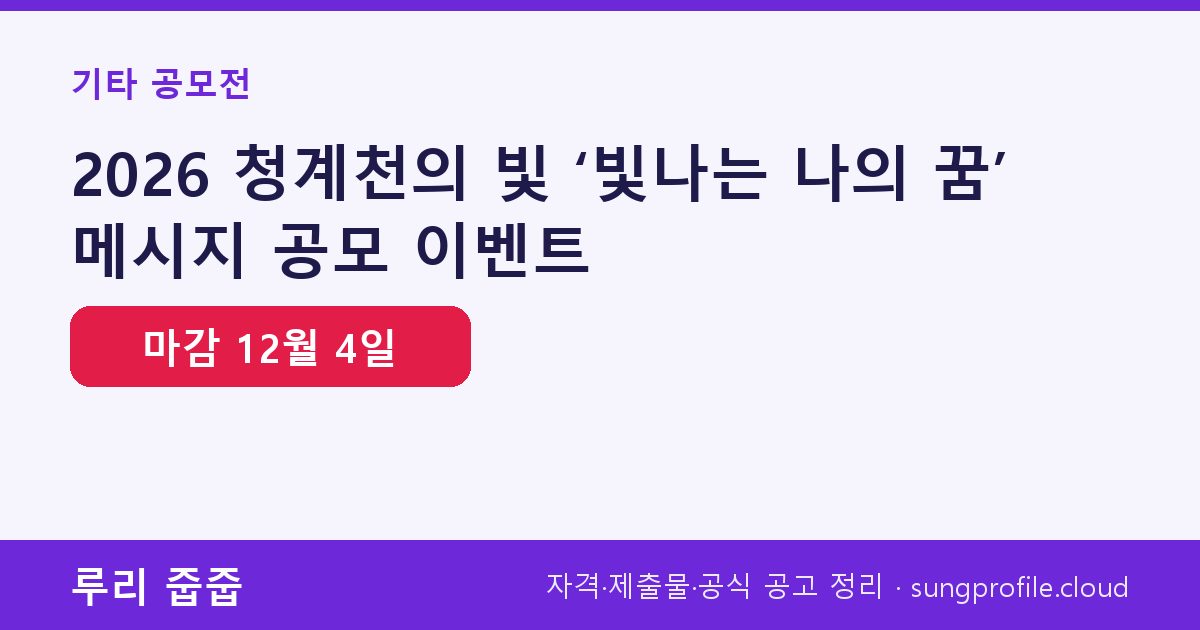 기타 공모전
2026 청계천의 빛 ‘빛나는 나의 꿈’
메시지 공모 이벤트
마감 12월 4일
루리 줍줍
자격·제출물·공식 공고 정리 · sungprofile.cloud